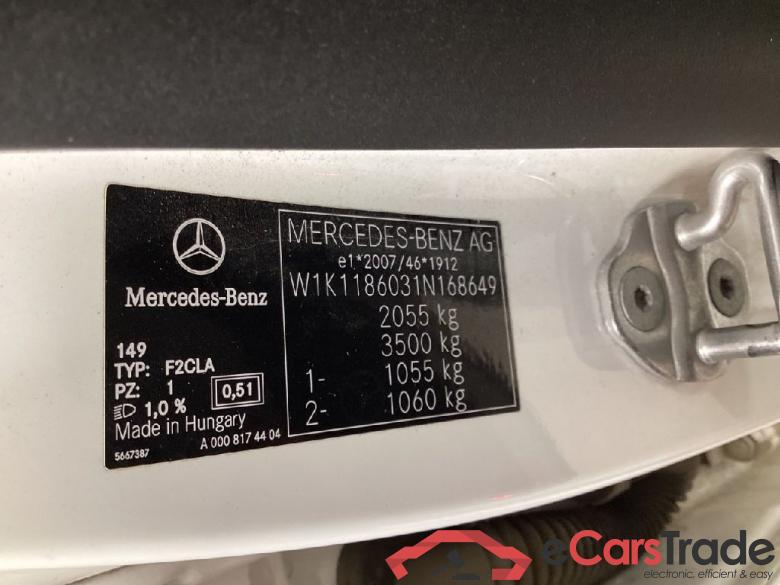 MERCEDES-BENZ AG
e1*2007/46*1912
W1K1186031N168649
2055 kg
3500 kg
1- 1055 kg
2- 1060 kg
Mercedes-Benz
149
TYP: F2CLA
PZ: 1
0,51
1,0 %
Made in Hungary
5667387
A 000 817 44 04
eCarsTrade
electronic, efficient & easy